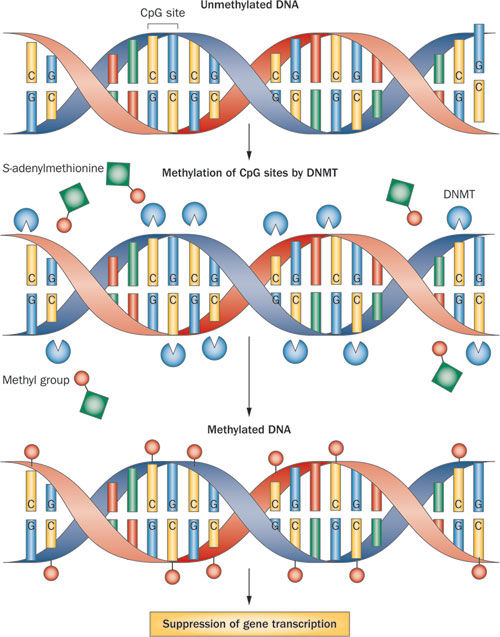 Unmethylated DNA
CpG site
C G C G C G C G C G C G
G C G C G C G C G C G C
S-adenylmethionine
Methylation of CpG sites by DNMT
DNMT
C G C G C G C G C G C G
G C G C G C G C G C G C
Methyl group
Methylated DNA
C G C G C G C G C G C G
G C G C G C G C G C G C
Suppression of gene transcription